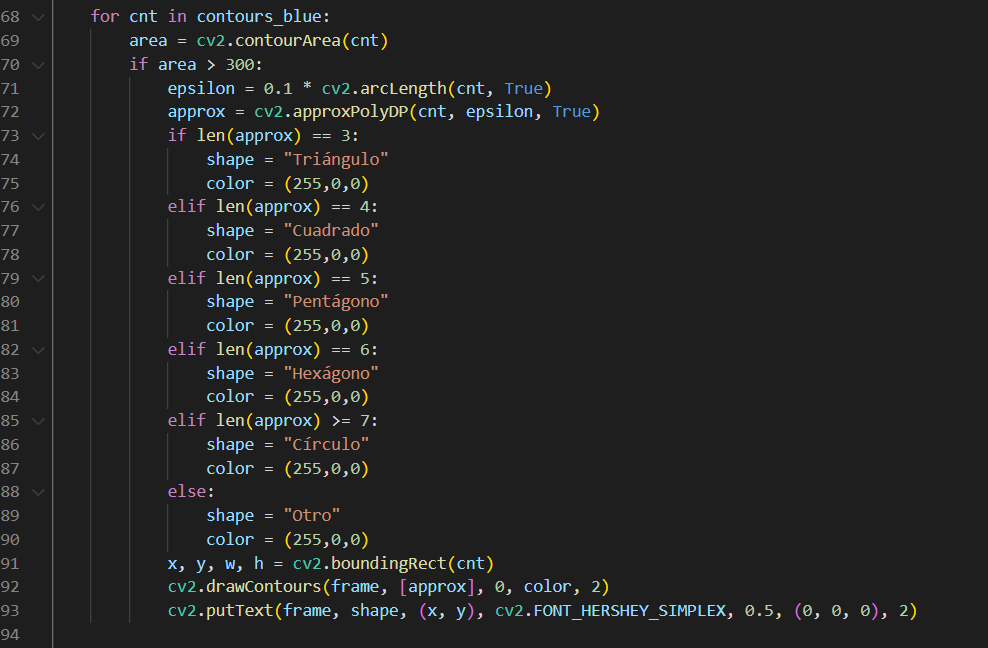 68 for cnt in contours_blue:
69 area = cv2.contourArea(cnt)
70 if area > 300:
71 epsilon = 0.1 * cv2.arcLength(cnt, True)
72 approx = cv2.approxPolyDP(cnt, epsilon, True)
73 if len(approx) == 3:
74 shape = "Triángulo"
75 color = (255,0,0)
76 elif len(approx) == 4:
77 shape = "Cuadrado"
78 color = (255,0,0)
79 elif len(approx) == 5:
80 shape = "Pentágono"
81 color = (255,0,0)
82 elif len(approx) == 6:
83 shape = "Hexágono"
84 color = (255,0,0)
85 elif len(approx) >= 7:
86 shape = "Círculo"
87 color = (255,0,0)
88 else:
89 shape = "Otro"
90 color = (255,0,0)
91 x, y, w, h = cv2.boundingRect(cnt)
92 cv2.drawContours(frame, [approx], 0, color, 2)
93 cv2.putText(frame, shape, (x, y), cv2.FONT_HERSHEY_SIMPLEX, 0.5, (0, 0, 0), 2)
94